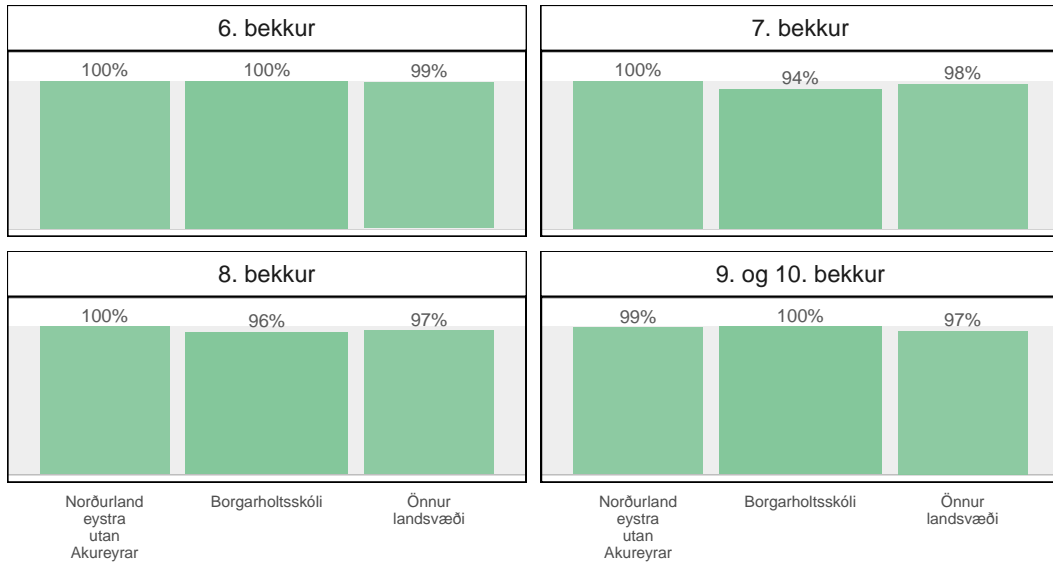 6. bekkur
100%
100%
99%
7. bekkur
100%
94%
98%
8. bekkur
100%
96%
97%
9. og 10. bekkur
99%
100%
97%
Norðurland
eystra
utan
Akureyrar
Borgarholtsskóli
Önnur
landsvæði
Norðurland
eystra
utan
Akureyrar
Borgarholtsskóli
Önnur
landsvæði